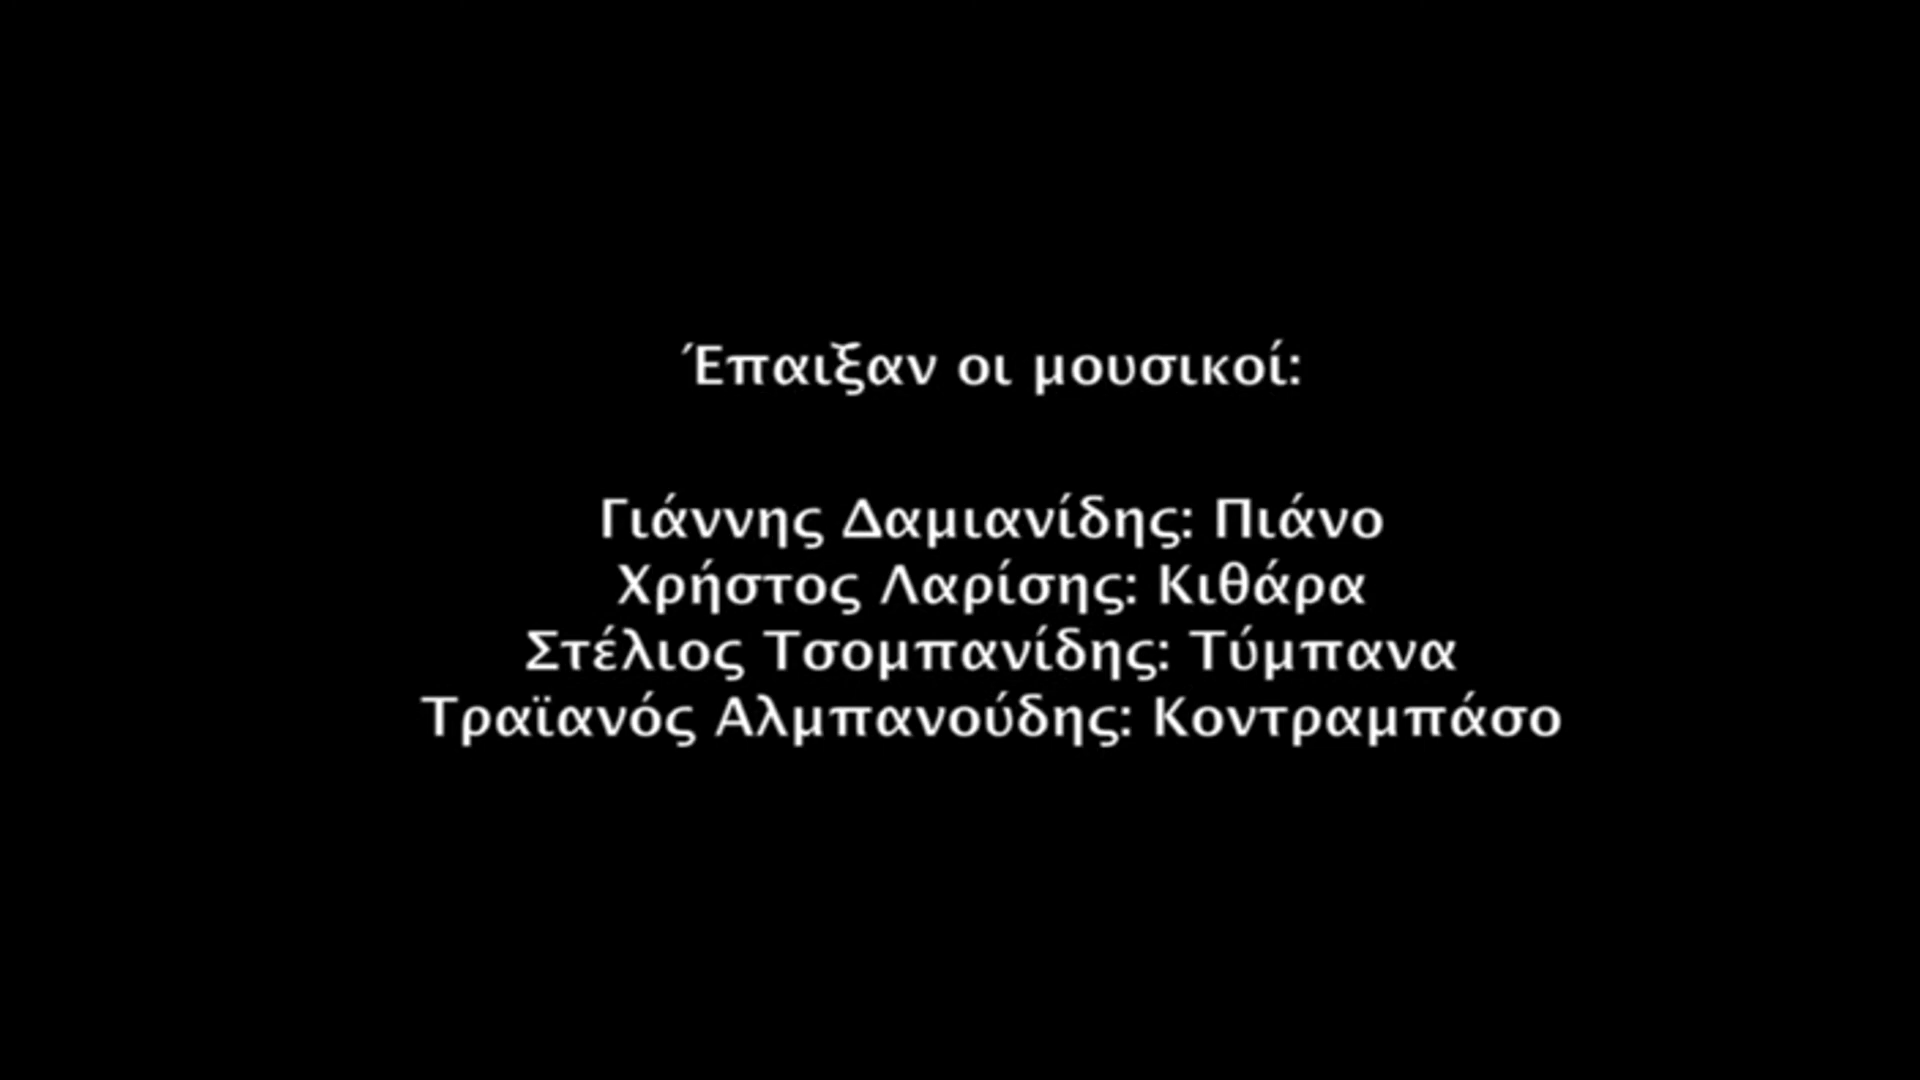 Έπαιξαν οι μουσικοί:
Γιάννης Δαμιανίδης: Πιάνο
Χρήστος Λαρίσης: Κιθάρα
Στέλιος Τσομπανίδης: Τύμπανα
Τραϊανός Αλμπανούδης: Κοντραμπάσο